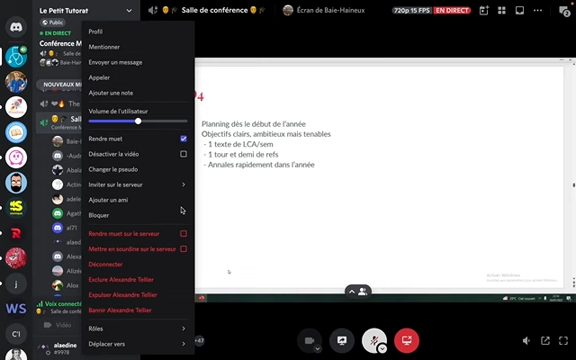 Le Petit Tutorat
Public
EN DIRECT
Salle de conférence
Écran de Baie-Haineux
720p 15 FPS
EN DIRECT
Profil
Mentionner
Envoyer un message
Appeler
Ajouter une note
Volume de l'utilisateur
Rendre muet
Désactiver la vidéo
Changer le pseudo
Inviter sur le serveur
Ajouter un ami
Bloquer
Rendre muet sur le serveur
Mettre en sourdine sur le serveur
Déconnecter
Exclure Alexandre Tellier
Expulser Alexandre Tellier
Bannir Alexandre Tellier
Rôles
Déplacer vers
Planning dès le début de l'année
Objectifs clairs, ambitieux mais tenables
- 1 texte de LCA/sem
- 1 tour et demi de refs
- Annales rapidement dans l'année
Activer Windows
WS
Vidéo
alaedine
#9978